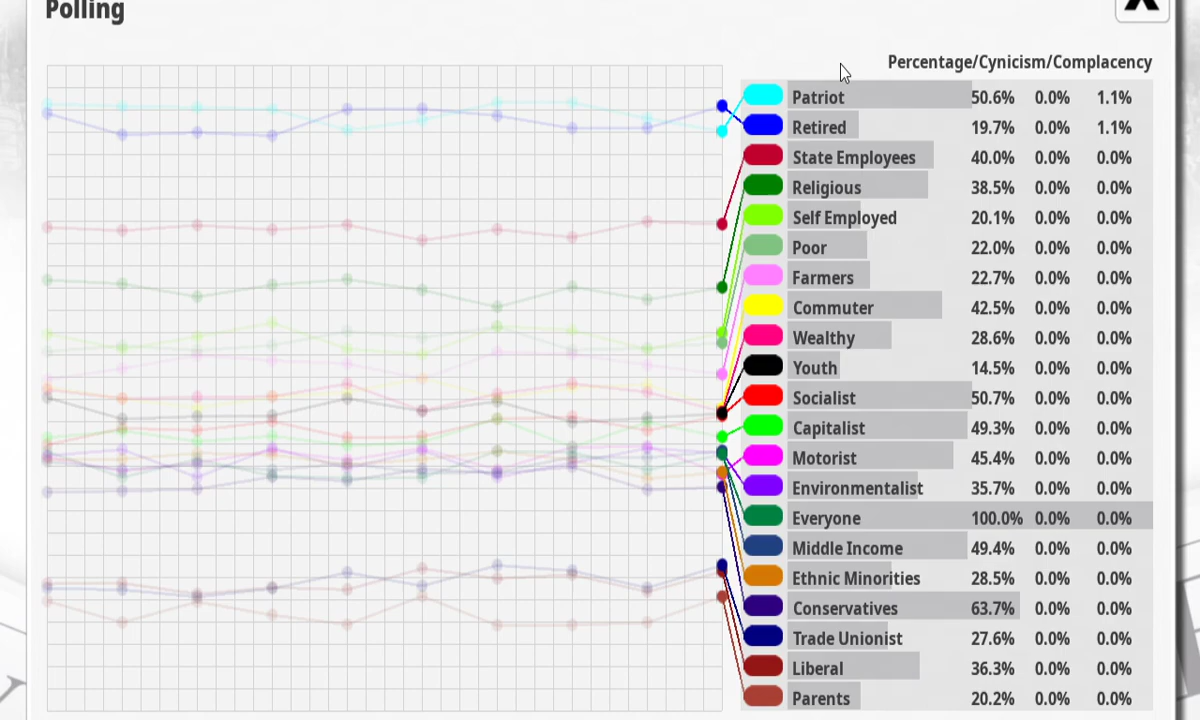 Polling
X
Percentage/Cynicism/Complacency
Patriot 50.6% 0.0% 1.1%
Retired 19.7% 0.0% 1.1%
State Employees 40.0% 0.0% 0.0%
Religious 38.5% 0.0% 0.0%
Self Employed 20.1% 0.0% 0.0%
Poor 22.0% 0.0% 0.0%
Farmers 22.7% 0.0% 0.0%
Commuter 42.5% 0.0% 0.0%
Wealthy 28.6% 0.0% 0.0%
Youth 14.5% 0.0% 0.0%
Socialist 50.7% 0.0% 0.0%
Capitalist 49.3% 0.0% 0.0%
Motorist 45.4% 0.0% 0.0%
Environmentalist 35.7% 0.0% 0.0%
Everyone 100.0% 0.0% 0.0%
Middle Income 49.4% 0.0% 0.0%
Ethnic Minorities 28.5% 0.0% 0.0%
Conservatives 63.7% 0.0% 0.0%
Trade Unionist 27.6% 0.0% 0.0%
Liberal 36.3% 0.0% 0.0%
Parents 20.2% 0.0% 0.0%